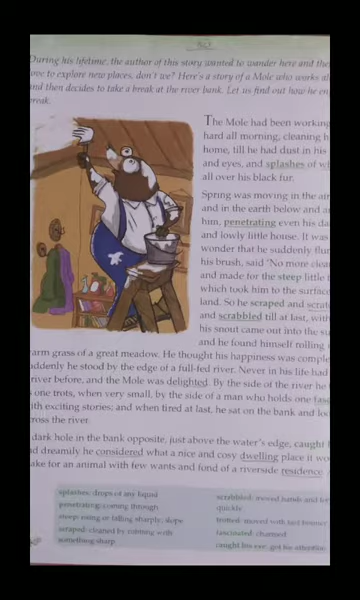 During his lifetime, the author of this story wanted to wander here and the
ove to explore new places, don't we? Here's a story of a Mole who works al
nd then decides to take a break at the river bank. Let us find out how he en
reak.
The Mole had been working
hard all morning, cleaning h
home, till he had dust in his
and eyes, and splashes of w
all over his black fur.
Spring was moving in the air
and in the earth below and a
him, penetrating even his da
and lowly little house. It was
wonder that he suddenly flu
his brush, said 'No more clea
and made for the steep little
which took him to the surface
land. So he scraped and scrat
and scrabbled till at last, with
his snout came out into the su
and he found himself rolling
arm grass of a great meadow. He thought his happiness was comple
ddenly he stood by the edge of a full-fed river. Never in his life had
river before, and the Mole was delighted. By the side of the river he
s one trots, when very small, by the side of a man who holds one
ith exciting stories; and when tired at last, he sat on the bank and loo
cross the river.
dark hole in the bank opposite, just above the water's edge, caught
nd dreamily he considered what a nice and cosy dwelling place it wo
ake for an animal with few wants and fond of a riverside residence
splashes: drops of any liquid
penetrating: coming through
steep: rising or falling sharply; slope
scraped: cleaned by rubbing with
something sharp
scrabbled: moved hands and fe
quickly
trotted: moved with fast
fascinated: charmed
caught his eye: got his attention